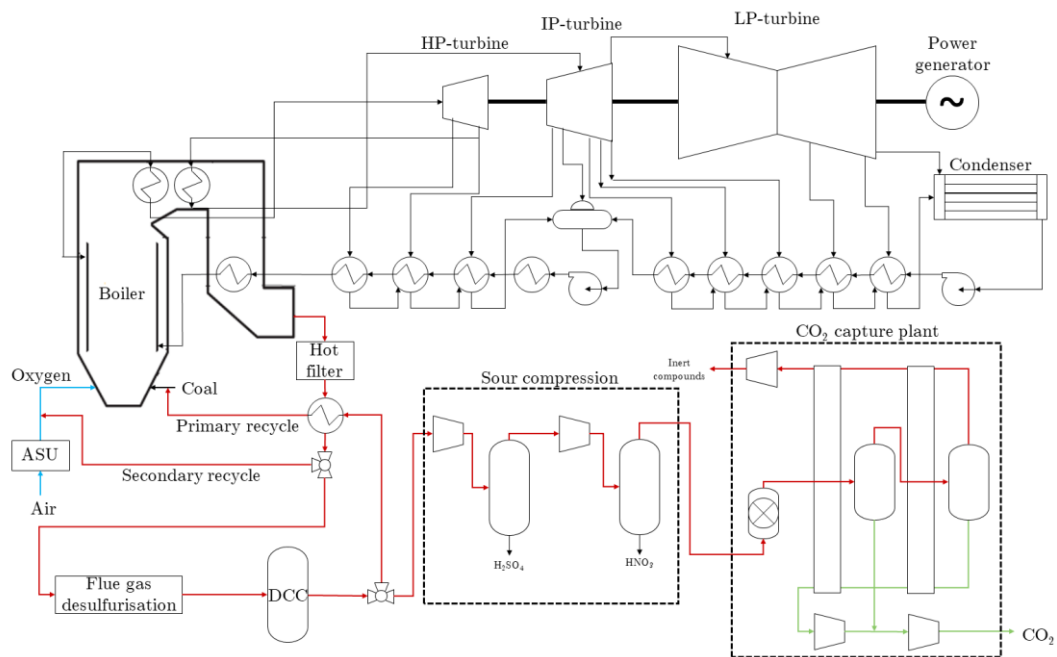 HP-turbine
IP-turbine
LP-turbine
Power
generator
~
Condenser
Boiler
Oxygen
Coal
Hot
filter
Primary recycle
ASU
Secondary recycle
Air
Flue gas
desulfurisation
DCC
Sour compression
H₂SO₄
HNO₃
CO₂ capture plant
Inert
compounds
CO₂